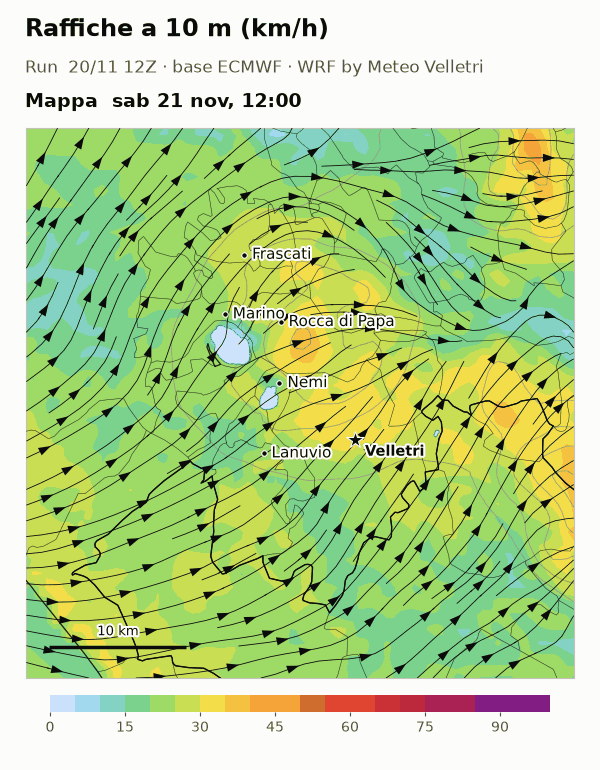 Raffiche a 10 m (km/h)
Run 20/11 12Z · base ECMWF · WRF by Meteo Velletri
Mappa sab 21 nov, 12:00
Frascati
Marino
Rocca di Papa
Nemi
Velletri
Lanuvio
10 km
0 15 30 45 60 75 90